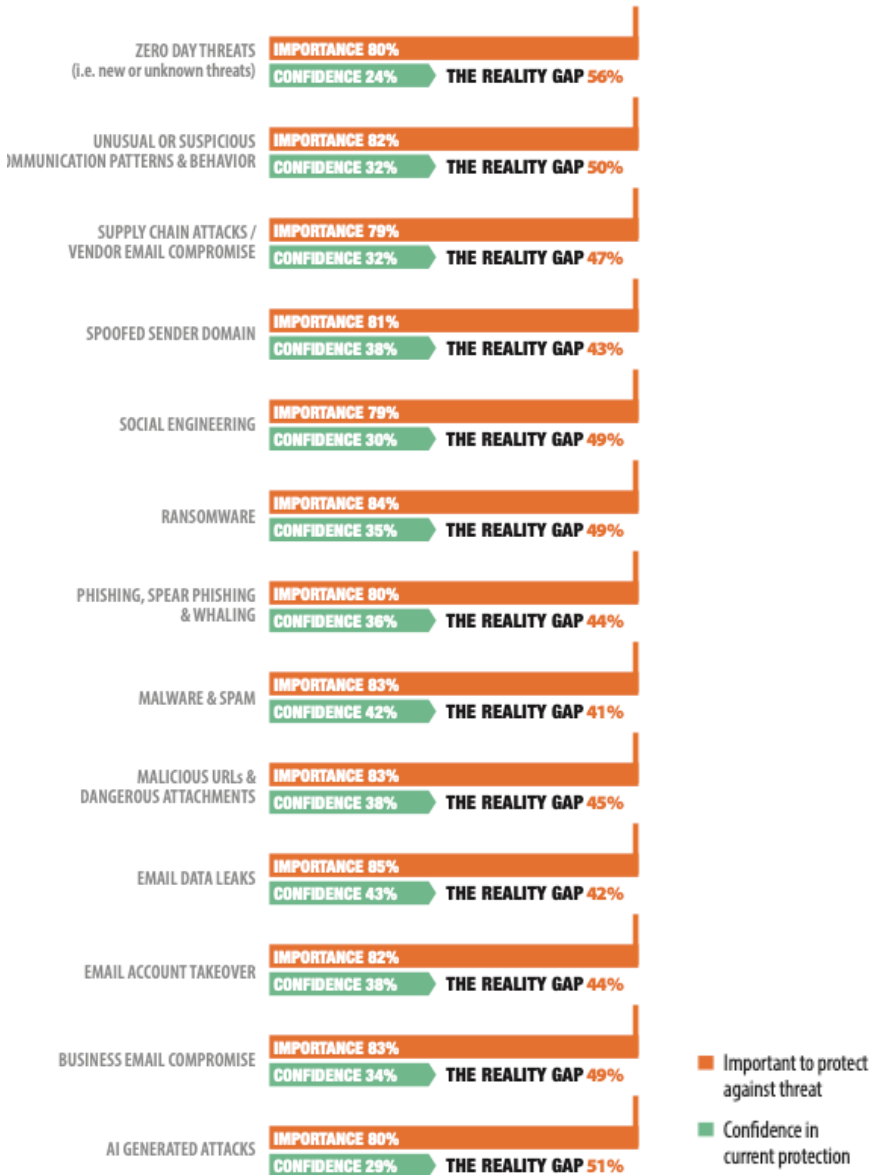 ZERO DAY THREATS
(i.e. new or unknown threats)
IMPORTANCE 80%
CONFIDENCE 24%
THE REALITY GAP 56%
UNUSUAL OR SUSPICIOUS
OMMUNICATION PATTERNS & BEHAVIOR
IMPORTANCE 82%
CONFIDENCE 32%
THE REALITY GAP 50%
SUPPLY CHAIN ATTACKS /
VENDOR EMAIL COMPROMISE
IMPORTANCE 79%
CONFIDENCE 32%
THE REALITY GAP 47%
SPOOFED SENDER DOMAIN
IMPORTANCE 81%
CONFIDENCE 38%
THE REALITY GAP 43%
SOCIAL ENGINEERING
IMPORTANCE 79%
CONFIDENCE 30%
THE REALITY GAP 49%
RANSOMWARE
IMPORTANCE 84%
CONFIDENCE 35%
THE REALITY GAP 49%
PHISHING, SPEAR PHISHING
& WHALING
IMPORTANCE 80%
CONFIDENCE 36%
THE REALITY GAP 44%
MALWARE & SPAM
IMPORTANCE 83%
CONFIDENCE 42%
THE REALITY GAP 41%
MALICIOUS URLs &
DANGEROUS ATTACHMENTS
IMPORTANCE 83%
CONFIDENCE 38%
THE REALITY GAP 45%
EMAIL DATA LEAKS
IMPORTANCE 85%
CONFIDENCE 43%
THE REALITY GAP 42%
EMAIL ACCOUNT TAKEOVER
IMPORTANCE 82%
CONFIDENCE 38%
THE REALITY GAP 44%
BUSINESS EMAIL COMPROMISE
IMPORTANCE 83%
CONFIDENCE 34%
THE REALITY GAP 49%
AI GENERATED ATTACKS
IMPORTANCE 80%
CONFIDENCE 29%
THE REALITY GAP 51%
Important to protect
against threat
Confidence in
current protection